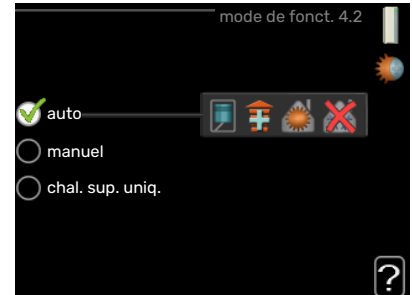 mode de fonct. 4.2
auto
manuel
chal. sup. uniq.
?